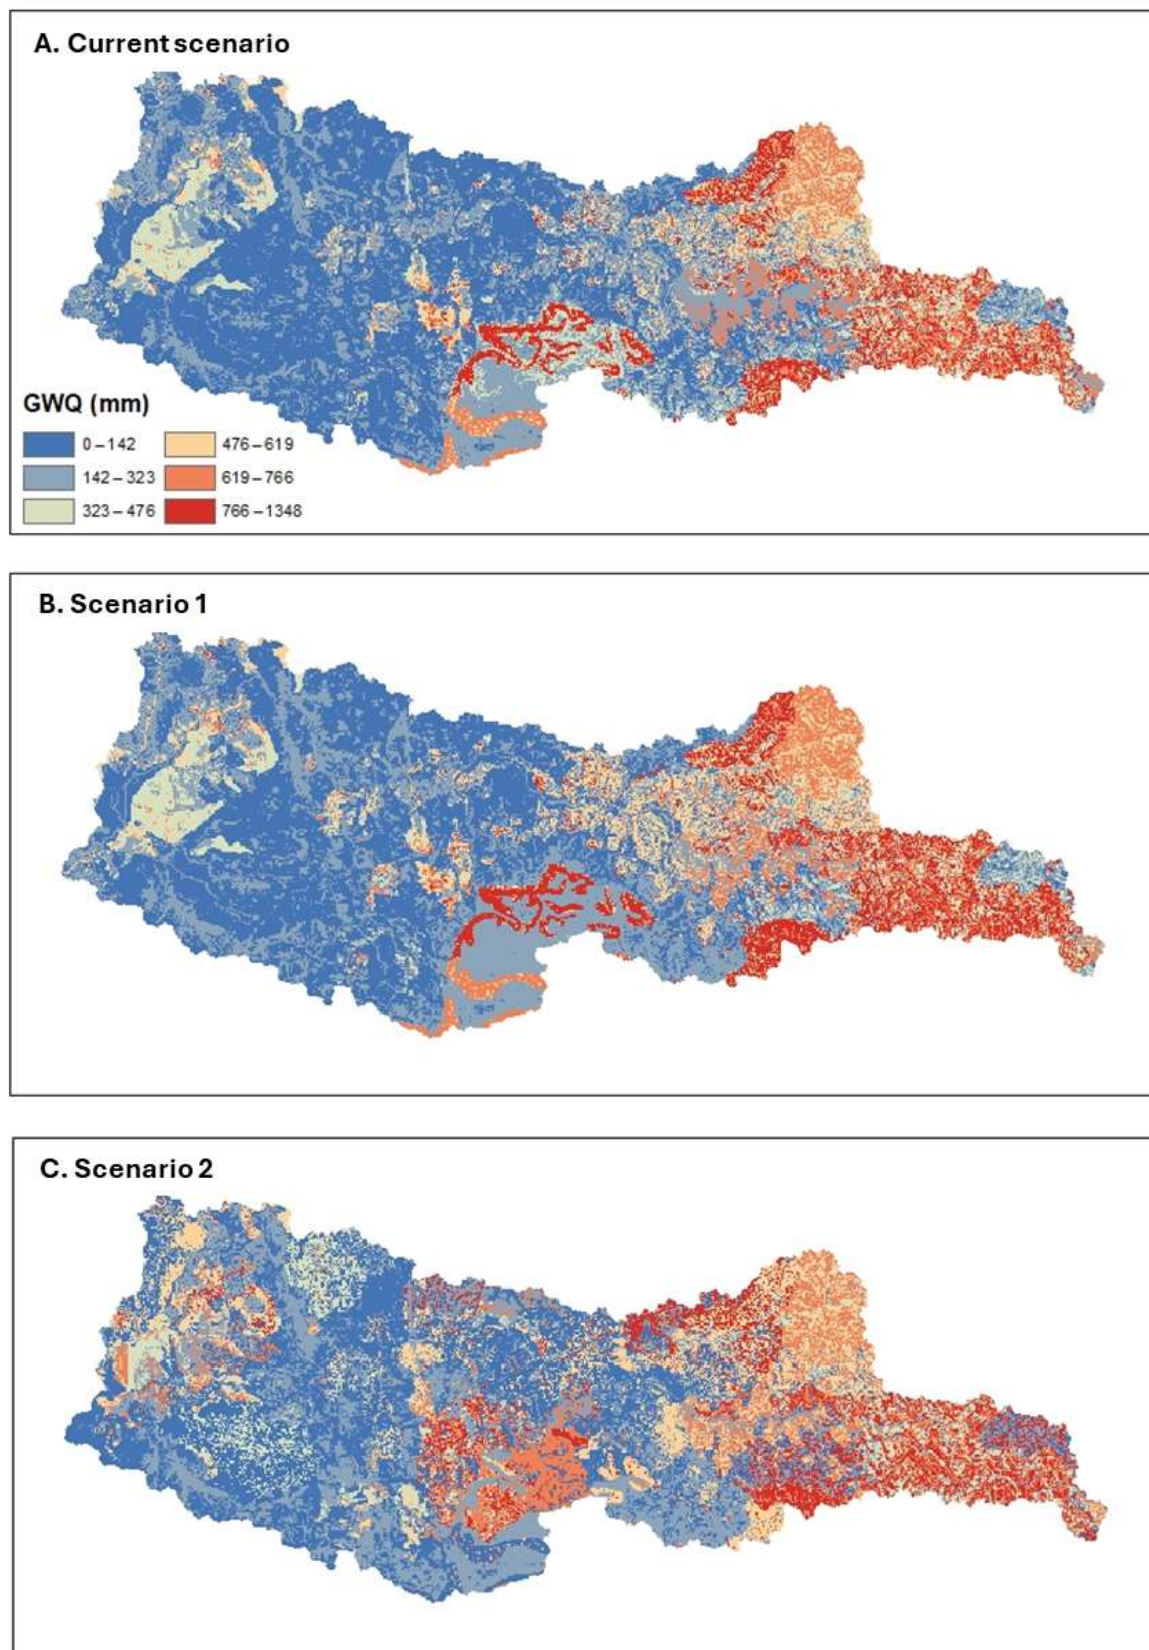 A. Current scenario
GWQ (mm)
0 – 142
476 – 619
142 – 323
619 – 766
323 – 476
766 – 1348
B. Scenario 1
C. Scenario 2